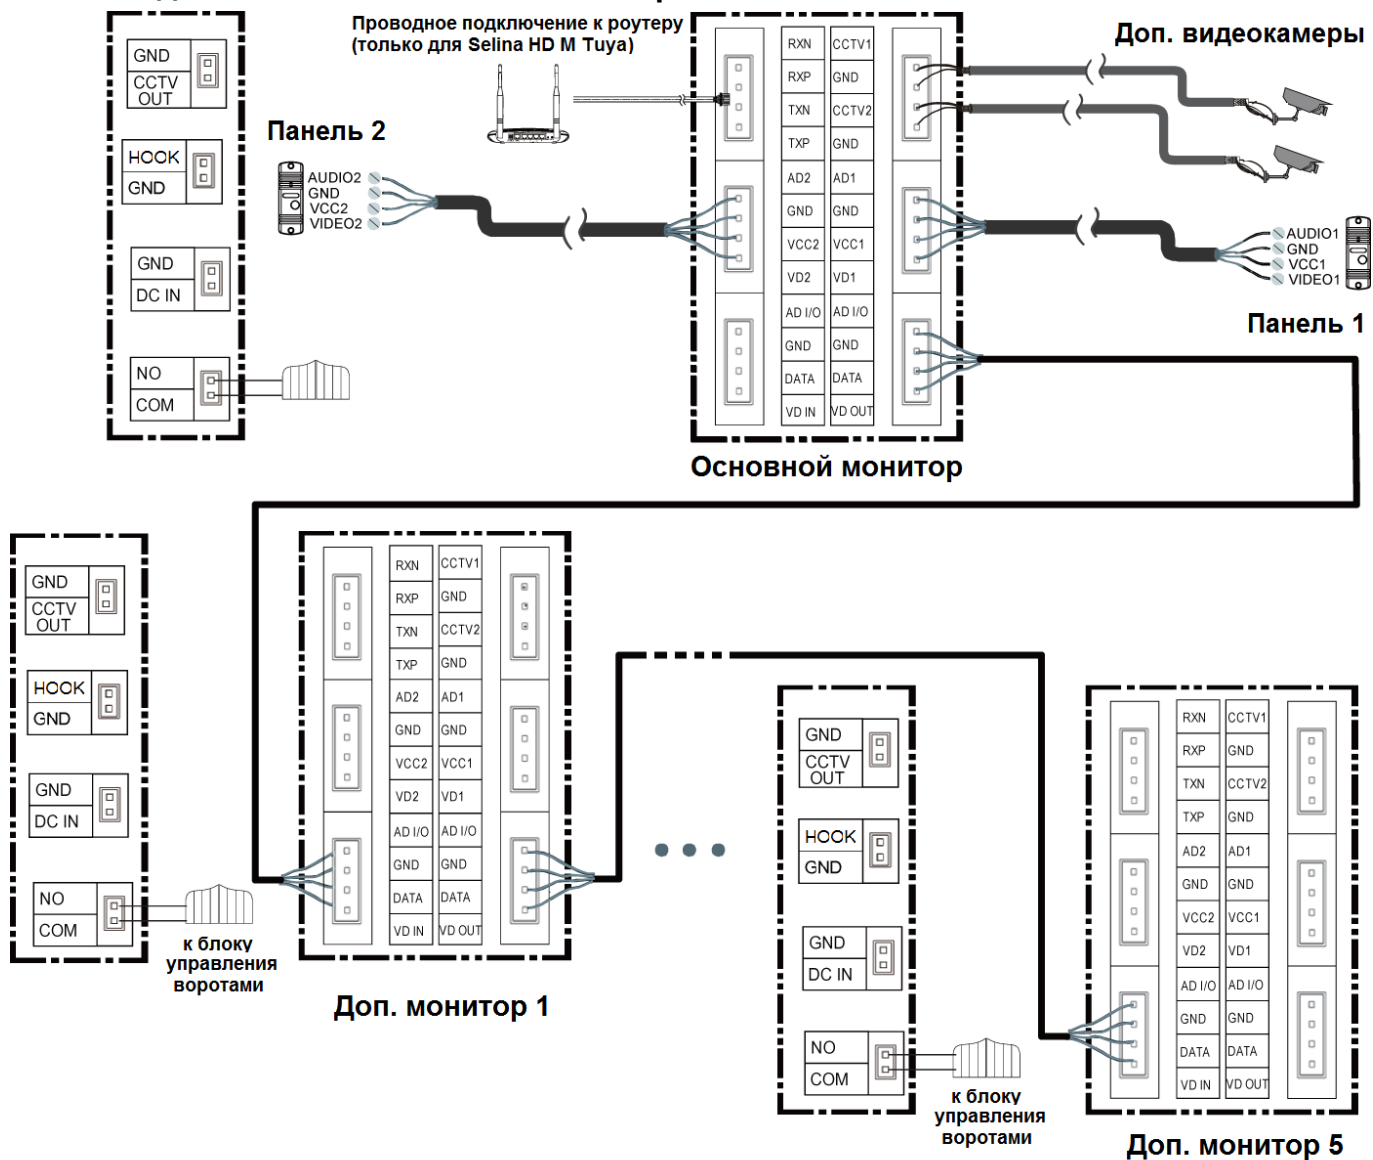 Проводное подключение к роутеру
(только для Selina HD M Tuya)
Доп. видеокамеры
GND
CCTV
OUT
HOOK
GND
GND
DC IN
NO
COM
Панель 2
AUDIO2
GND
VCC2
VIDEO2
RXN CCTV1
RXP GND
TXN CCTV2
TXP GND
AD2 AD1
GND GND
VCC2 VCC1
VD2 VD1
AD I/O AD I/O
GND GND
DATA DATA
VD IN VD OUT
AUDIO1
GND
VCC1
VIDEO1
Панель 1
Основной монитор
GND
CCTV
OUT
HOOK
GND
GND
DC IN
NO
COM
к блоку
управления
воротами
RXN CCTV1
RXP GND
TXN CCTV2
TXP GND
AD2 AD1
GND GND
VCC2 VCC1
VD2 VD1
AD I/O AD I/O
GND GND
DATA DATA
VD IN VD OUT
Доп. монитор 1
GND
CCTV
OUT
HOOK
GND
GND
DC IN
NO
COM
к блоку
управления
воротами
RXN CCTV1
RXP GND
TXN CCTV2
TXP GND
AD2 AD1
GND GND
VCC2 VCC1
VD2 VD1
AD I/O AD I/O
GND GND
DATA DATA
VD IN VD OUT
Доп. монитор 5